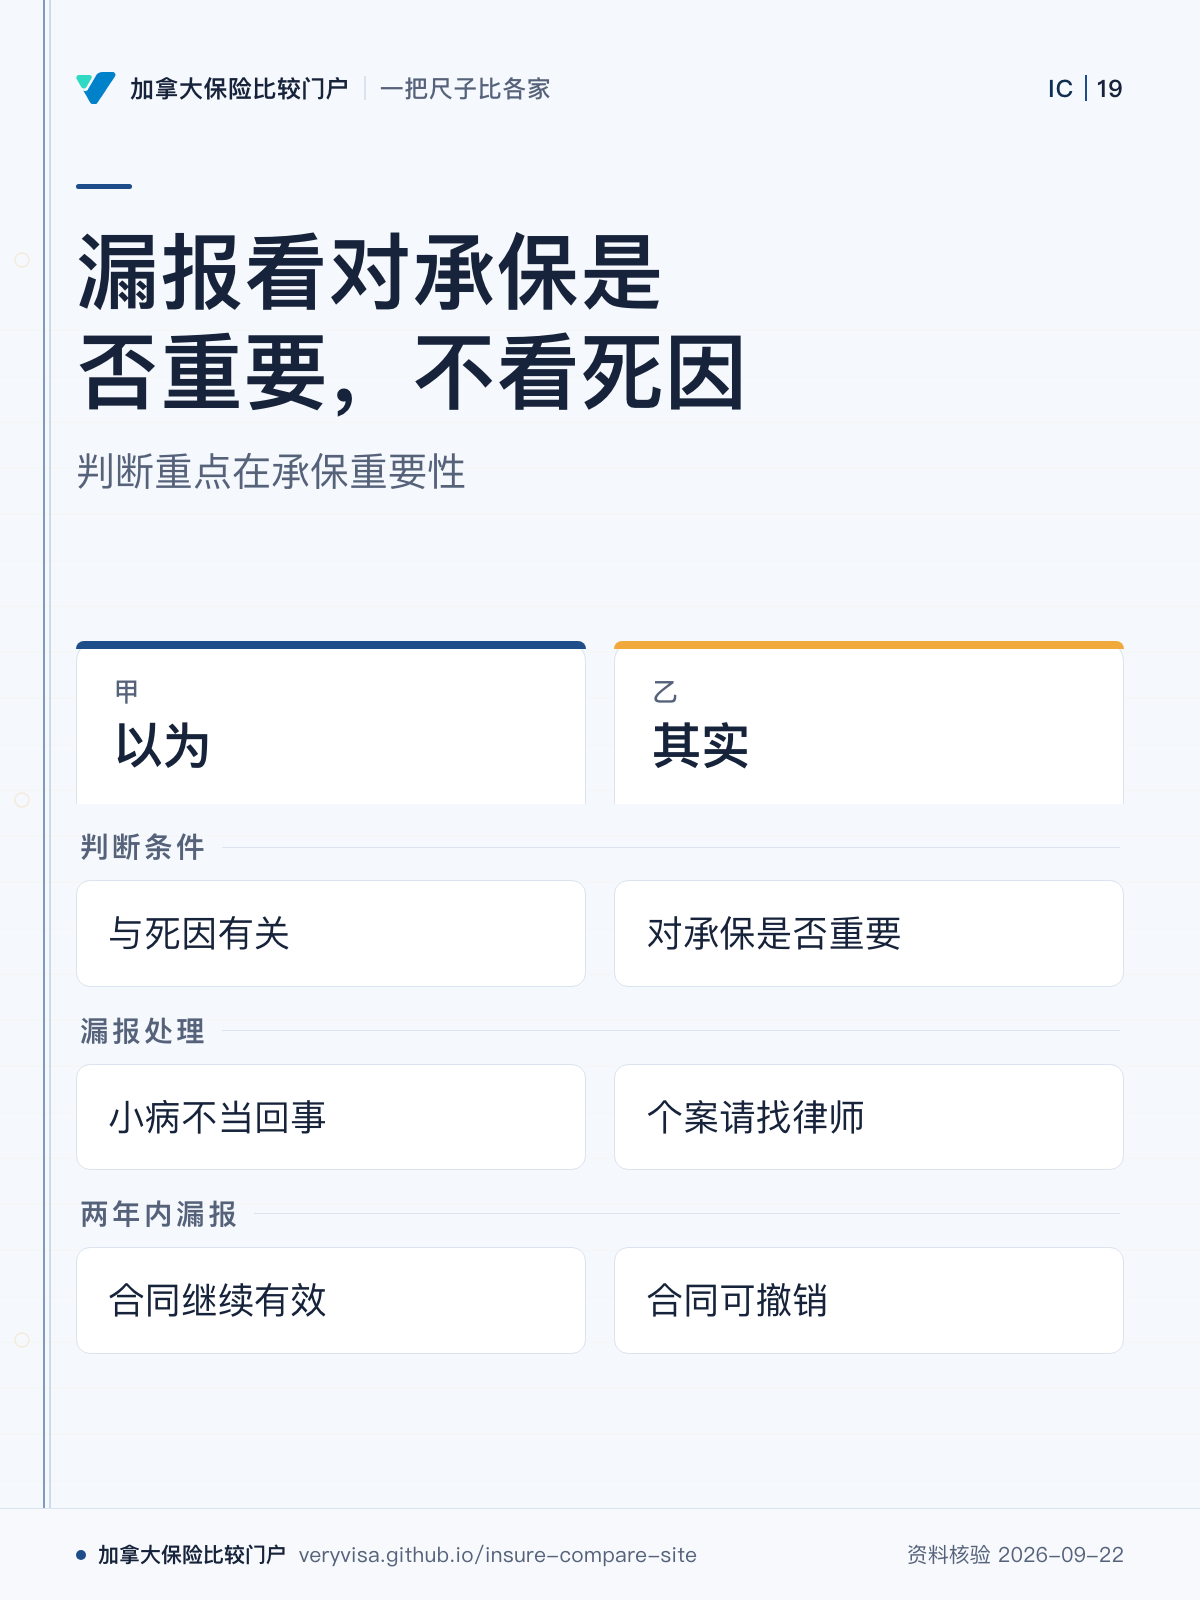 加拿大保险比较门户 一把尺子比各家 IC 19
漏报看对承保是
否重要，不看死因
判断重点在承保重要性
甲 乙
以为 其实
判断条件
与死因有关 对承保是否重要
漏报处理
小病不当回事 个案请找律师
两年内漏报
合同继续有效 合同可撤销
加拿大保险比较门户 veryvisa.github.io/insure-compare-site 资料核验 2026-09-22